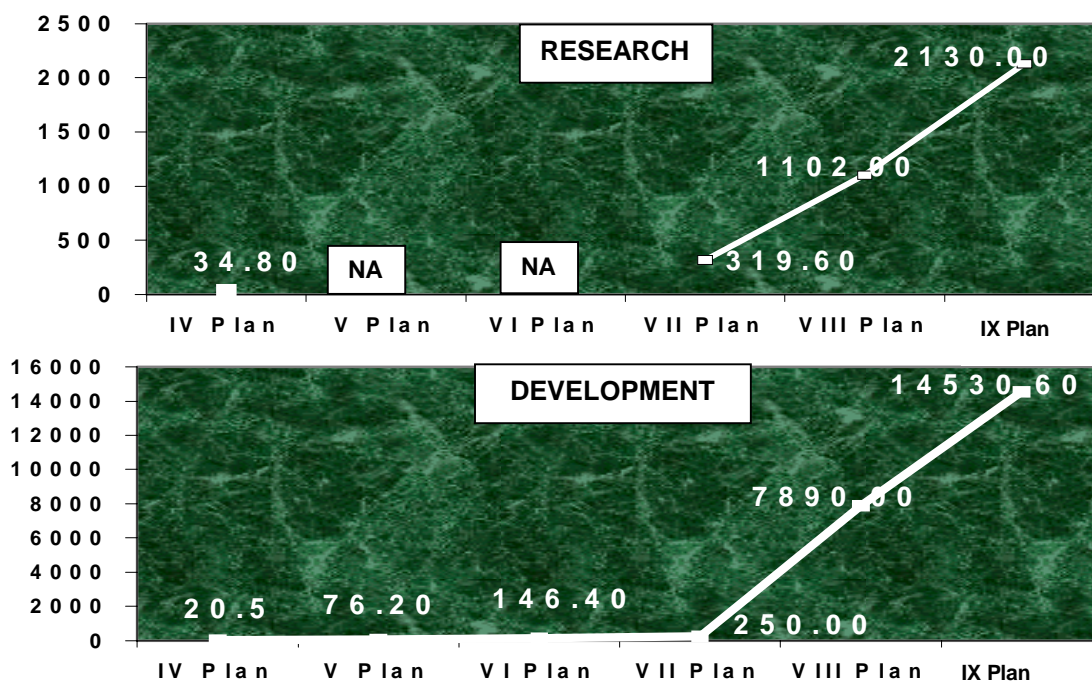 RESEARCH
2500
2000
1500
1000
500
0
2130.00
1102.00
319.60
34.80
NA
NA
IV Plan
V Plan
VI Plan
VII Plan
VIII Plan
IX Plan
DEVELOPMENT
16000
14000
12000
10000
8000
6000
4000
2000
0
14530.60
7890.00
250.00
146.40
76.20
20.5
IV Plan
V Plan
VI Plan
VII Plan
VIII Plan
IX Plan